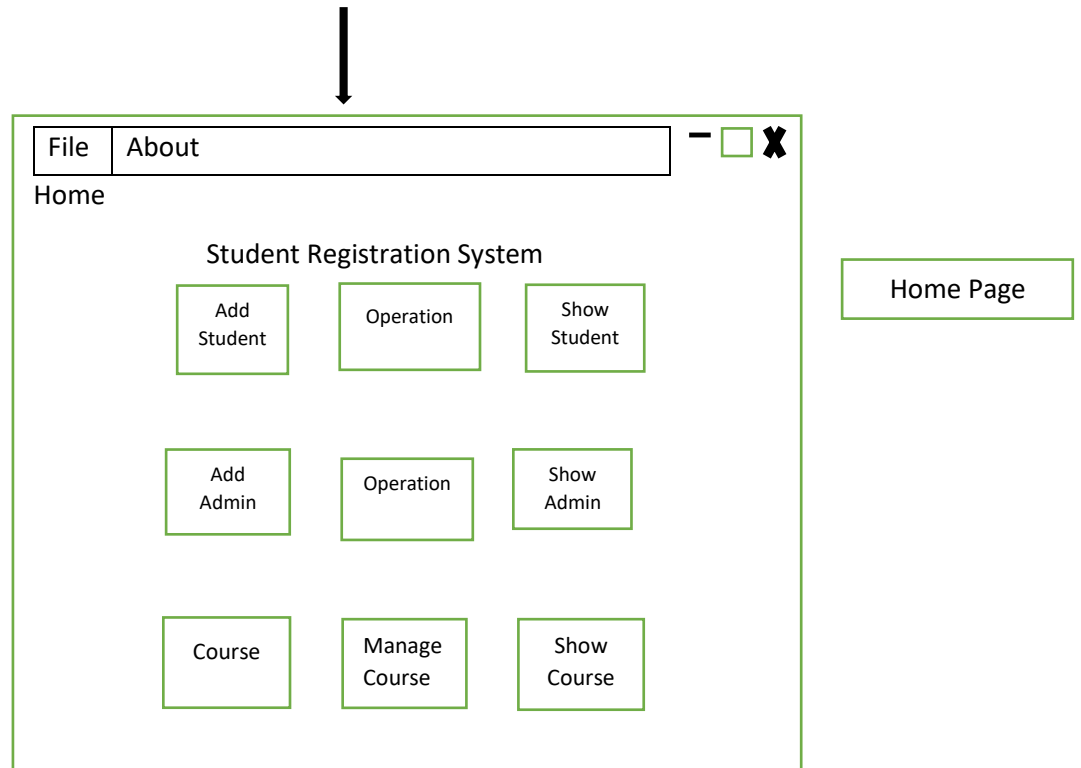 File About
Home
Student Registration System
Home Page
Add
Student
Operation
Show
Student
Add
Admin
Operation
Show
Admin
Course
Manage
Course
Show
Course